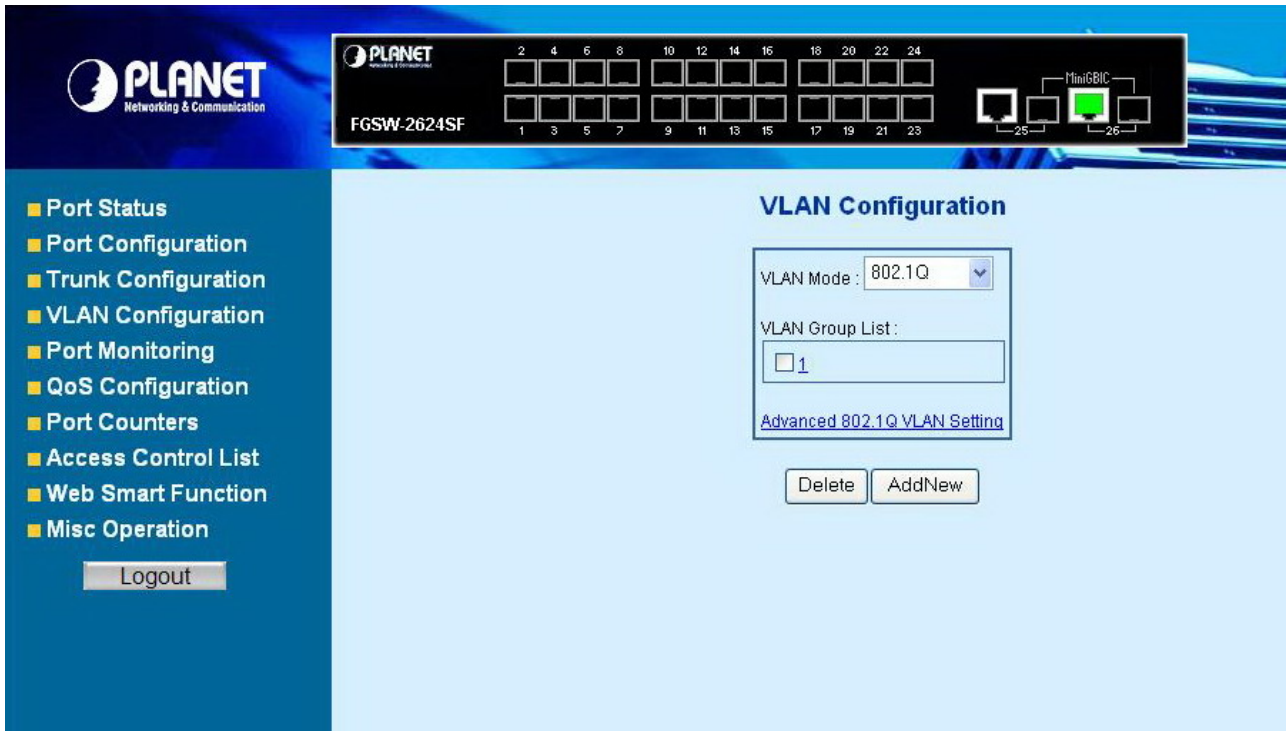 PLANET
Networking & Communication
PLANET
Networking & Communication
FGSW-2624SF
2 4 6 8 10 12 14 16 18 20 22 24
MiniGBIC
1 3 5 7 9 11 13 15 17 19 21 23
25 26
Port Status
Port Configuration
Trunk Configuration
VLAN Configuration
Port Monitoring
QoS Configuration
Port Counters
Access Control List
Web Smart Function
Misc Operation
Logout
VLAN Configuration
VLAN Mode : 802.1Q
VLAN Group List :
1
Advanced 802.1Q VLAN Setting
Delete AddNew